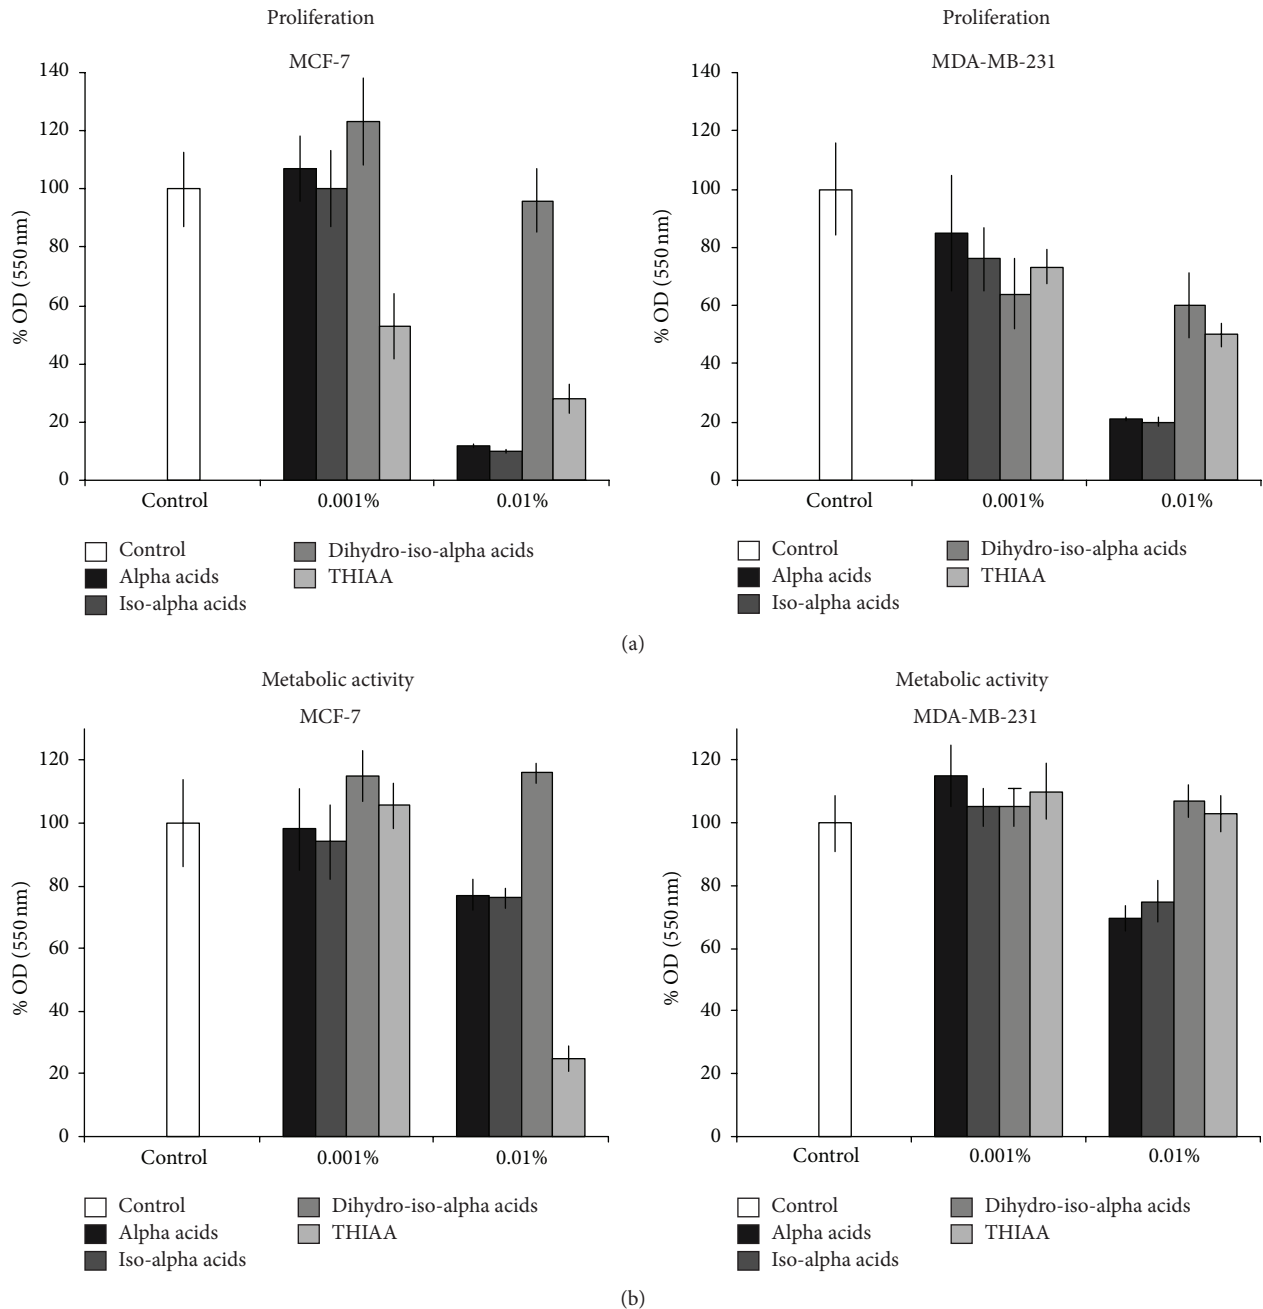 Proliferation
MCF-7
% OD (550 nm)
140
120
100
80
60
40
20
0
Control
0.001%
0.01%
Control
Alpha acids
Iso-alpha acids
Dihydro-iso-alpha acids
THIAA
Proliferation
MDA-MB-231
% OD (550 nm)
140
120
100
80
60
40
20
0
Control
0.001%
0.01%
Control
Alpha acids
Iso-alpha acids
Dihydro-iso-alpha acids
THIAA
(a)
Metabolic activity
MCF-7
% OD (550 nm)
120
100
80
60
40
20
0
Control
0.001%
0.01%
Control
Alpha acids
Iso-alpha acids
Dihydro-iso-alpha acids
THIAA
Metabolic activity
MDA-MB-231
% OD (550 nm)
120
100
80
60
40
20
0
Control
0.001%
0.01%
Control
Alpha acids
Iso-alpha acids
Dihydro-iso-alpha acids
THIAA
(b)